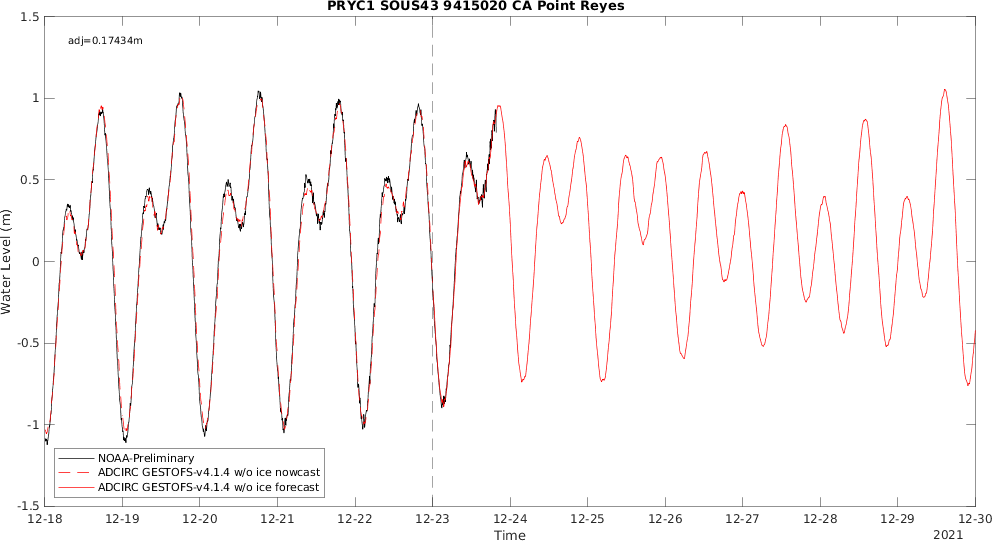 PRYC1 SOUS43 9415020 CA Point Reyes
adj=0.17434m
1.5
1
0.5
0
-0.5
-1
-1.5
Water Level (m)
NOAA-Preliminary
ADCIRC GESTOFS-v4.1.4 w/o ice nowcast
ADCIRC GESTOFS-v4.1.4 w/o ice forecast
12-18 12-19 12-20 12-21 12-22 12-23 12-24 12-25 12-26 12-27 12-28 12-29 12-30
Time
2021